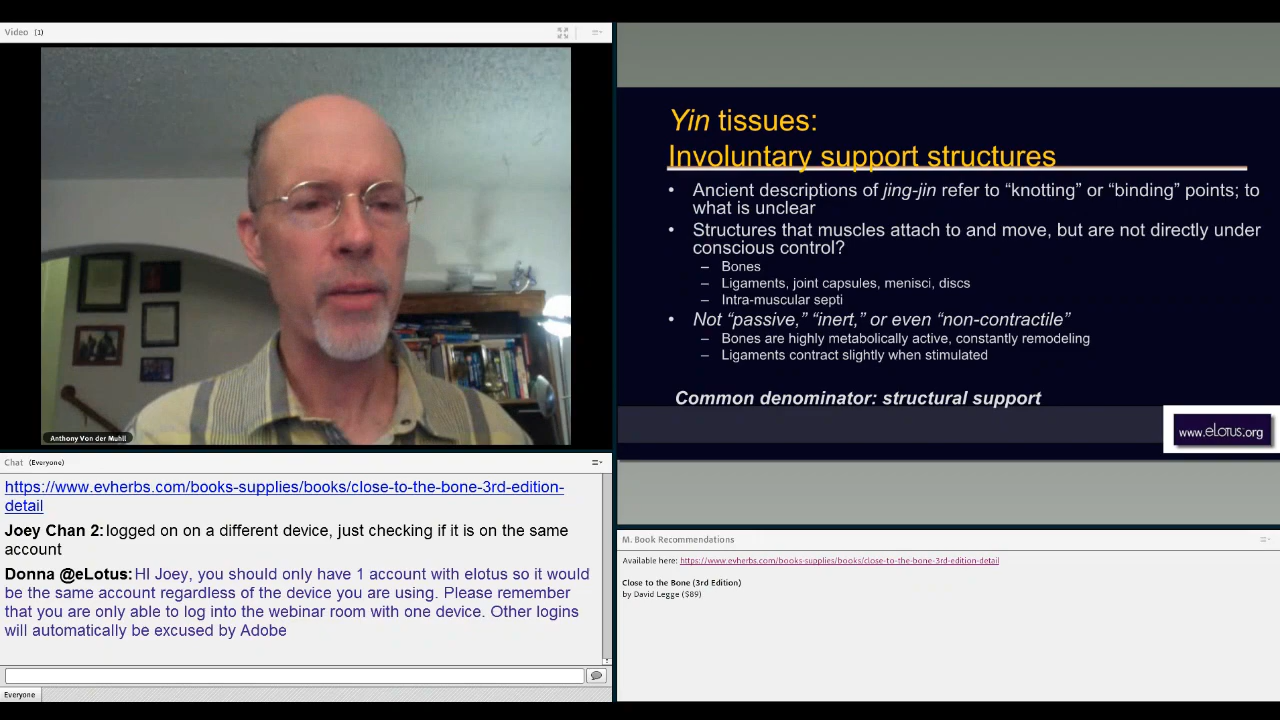 Video (1)
Anthony Von der Muhll
Chat (Everyone)
https://www.evherbs.com/books-supplies/books/close-to-the-bone-3rd-edition-
detail
Joey Chan 2: logged on on a different device, just checking if it is on the same
account
Donna @eLotus: HI Joey, you should only have 1 account with elotus so it would
be the same account regardless of the device you are using. Please remember
that you are only able to log into the webinar room with one device. Other logins
will automatically be excused by Adobe
Everyone
Yin tissues:
Involuntary support structures
• Ancient descriptions of jing-jin refer to “knotting” or “binding” points; to
what is unclear
• Structures that muscles attach to and move, but are not directly under
conscious control?
– Bones
– Ligaments, joint capsules, menisci, discs
– Intra-muscular septi
• Not “passive,” “inert,” or even “non-contractile”
– Bones are highly metabolically active, constantly remodeling
– Ligaments contract slightly when stimulated
Common denominator: structural support
www.eLotus.org
M. Book Recommendations
Available here: https://www.evherbs.com/books-supplies/books/close-to-the-bone-3rd-edition-detail
Close to the Bone (3rd Edition)
by David Legge ($89)